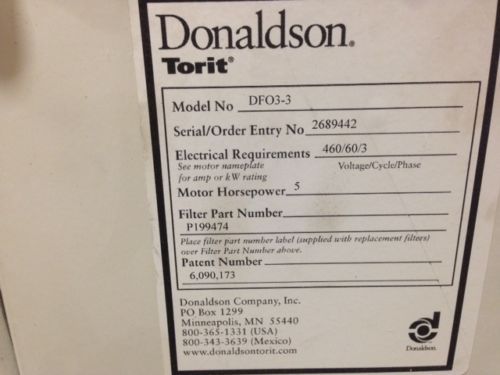 Donaldson.
Torit®
Model No DFO3-3
Serial/Order Entry No 2689442
Electrical Requirements 460/60/3
See motor nameplate Voltage/Cycle/Phase
for amp or kW rating
Motor Horsepower 5
Filter Part Number
P199474
Place filter part number label (supplied with replacement filters)
over Filter Part Number above.
Patent Number
6,090,173
Donaldson Company, Inc.
PO Box 1299
Minneapolis, MN 55440
800-365-1331 (USA)
800-343-3639 (Mexico)
www.donaldsontorit.com
Donaldson.